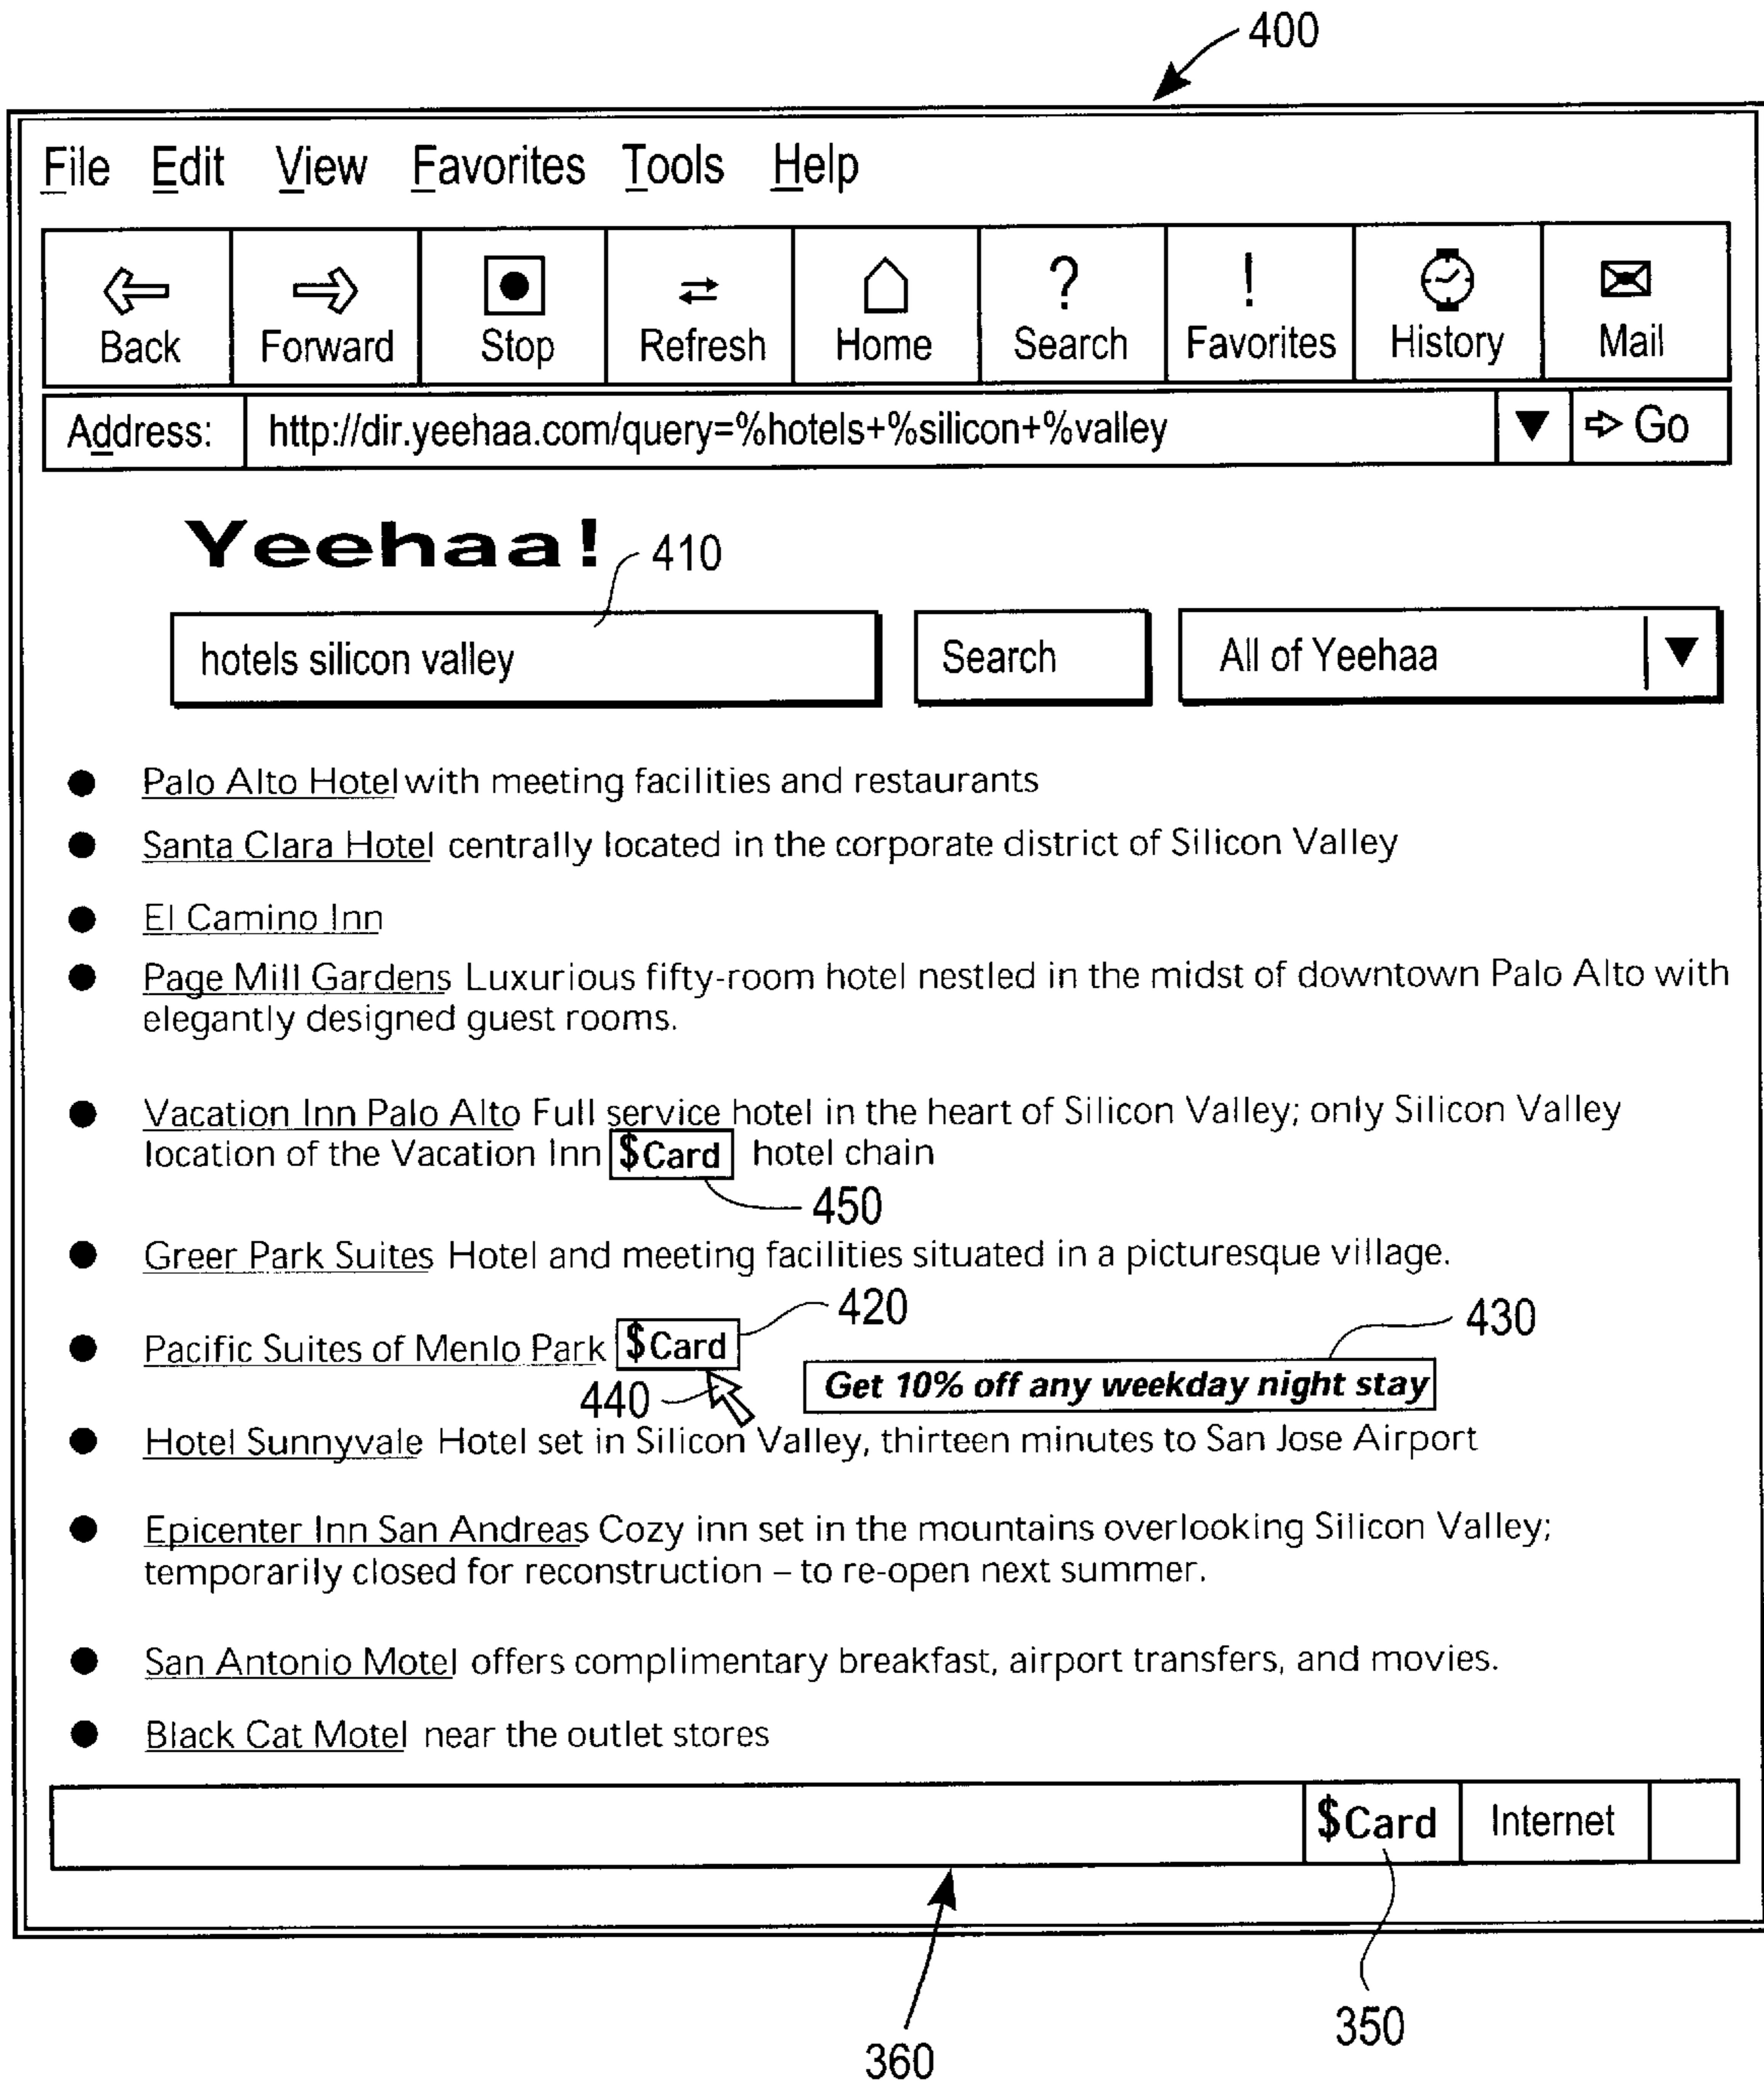 400
File Edit View Favorites Tools Help
Back Forward Stop Refresh Home ? Search ! Favorites History Mail
Address: http://dir.yeehaa.com/query=%hotels+%silicon+%valley Go
Yeehaa!
410
hotels silicon valley Search All of Yeehaa
Palo Alto Hotel with meeting facilities and restaurants
Santa Clara Hotel centrally located in the corporate district of Silicon Valley
El Camino Inn
Page Mill Gardens Luxurious fifty-room hotel nestled in the midst of downtown Palo Alto with
elegantly designed guest rooms.
Vacation Inn Palo Alto Full service hotel in the heart of Silicon Valley; only Silicon Valley
location of the Vacation Inn $Card hotel chain
450
Greer Park Suites Hotel and meeting facilities situated in a picturesque village.
420
430
Pacific Suites of Menlo Park $Card
440 Get 10% off any weekday night stay
Hotel Sunnyvale Hotel set in Silicon Valley, thirteen minutes to San Jose Airport
Epicenter Inn San Andreas Cozy inn set in the mountains overlooking Silicon Valley;
temporarily closed for reconstruction – to re-open next summer.
San Antonio Motel offers complimentary breakfast, airport transfers, and movies.
Black Cat Motel near the outlet stores
$Card Internet
350
360